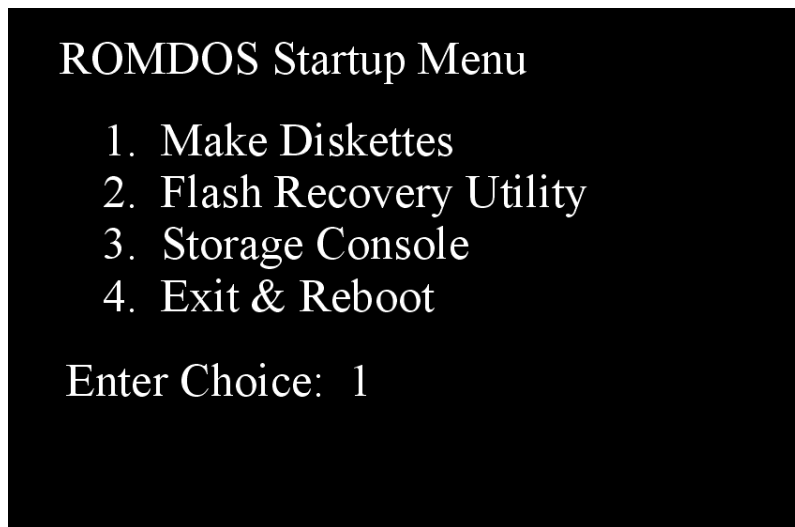 ROMDOS Startup Menu
1. Make Diskettes
2. Flash Recovery Utility
3. Storage Console
4. Exit & Reboot
Enter Choice: 1